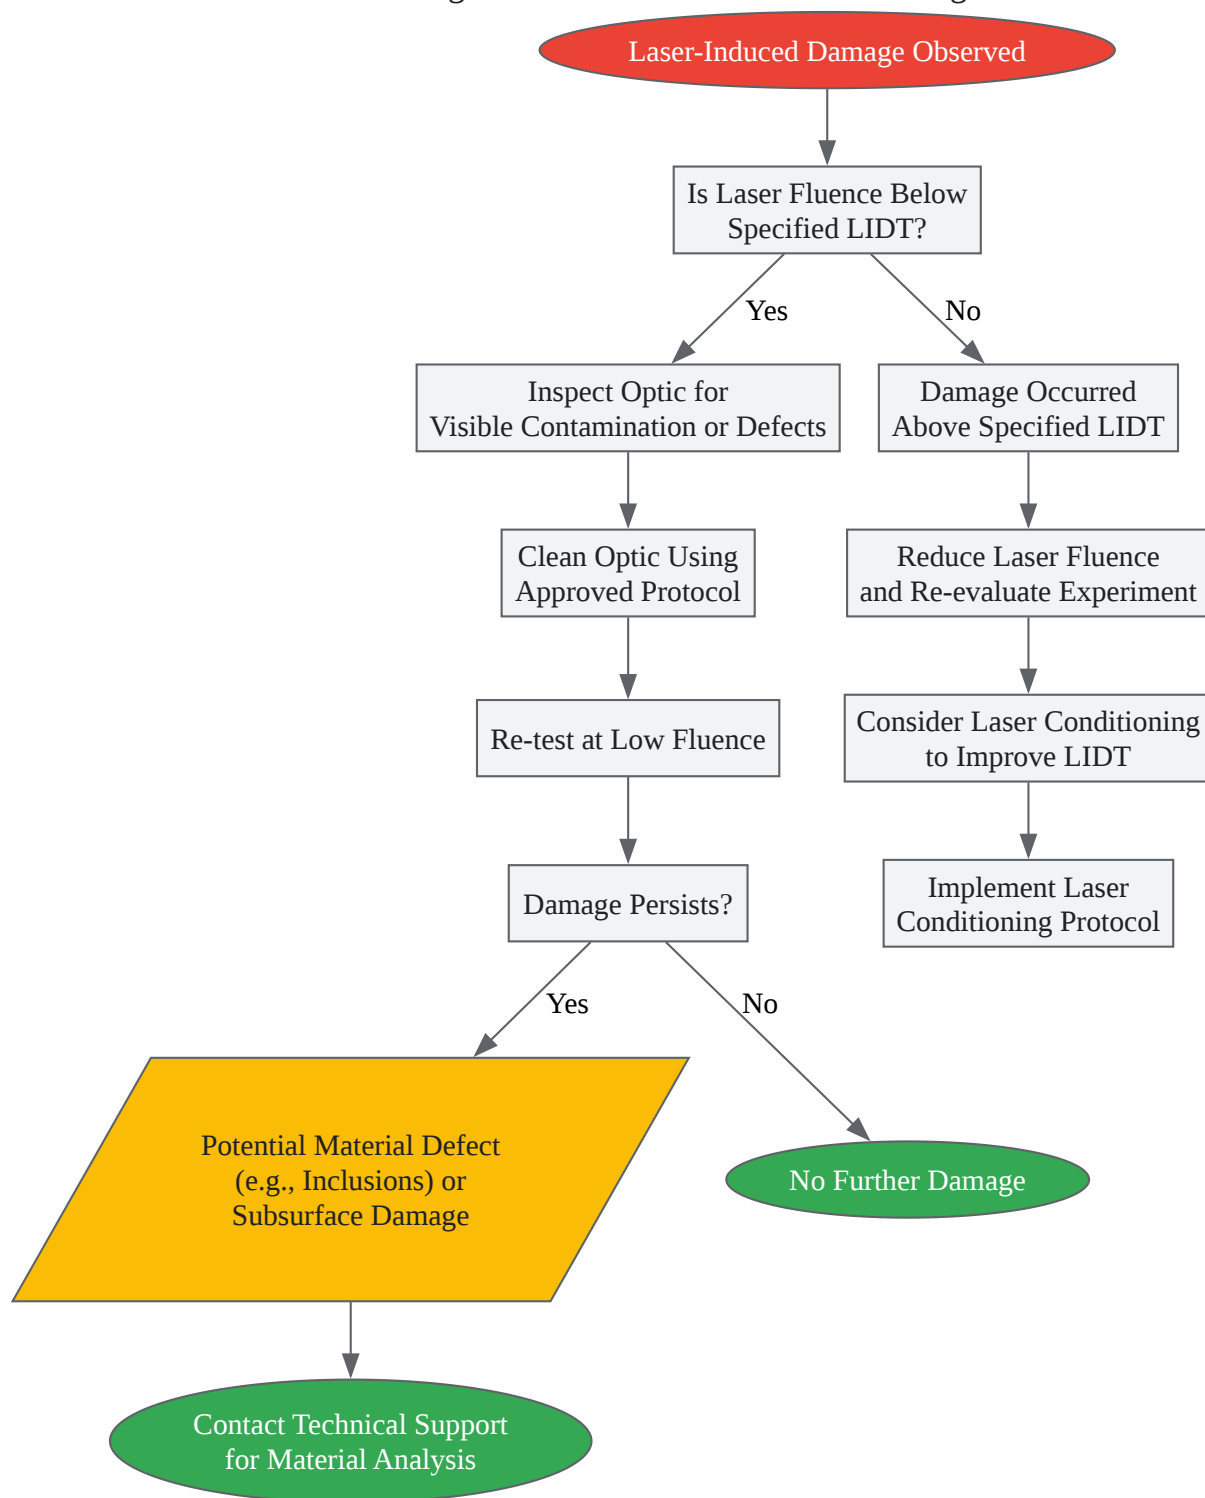 Laser-Induced Damage Observed
Is Laser Fluence Below
Specified LIDT?
Yes
No
Inspect Optic for
Visible Contamination or Defects
Damage Occurred
Above Specified LIDT
Clean Optic Using
Approved Protocol
Reduce Laser Fluence
and Re-evaluate Experiment
Re-test at Low Fluence
Consider Laser Conditioning
to Improve LIDT
Damage Persists?
Implement Laser
Conditioning Protocol
Yes
No
Potential Material Defect
(e.g., Inclusions) or
Subsurface Damage
No Further Damage
Contact Technical Support
for Material Analysis